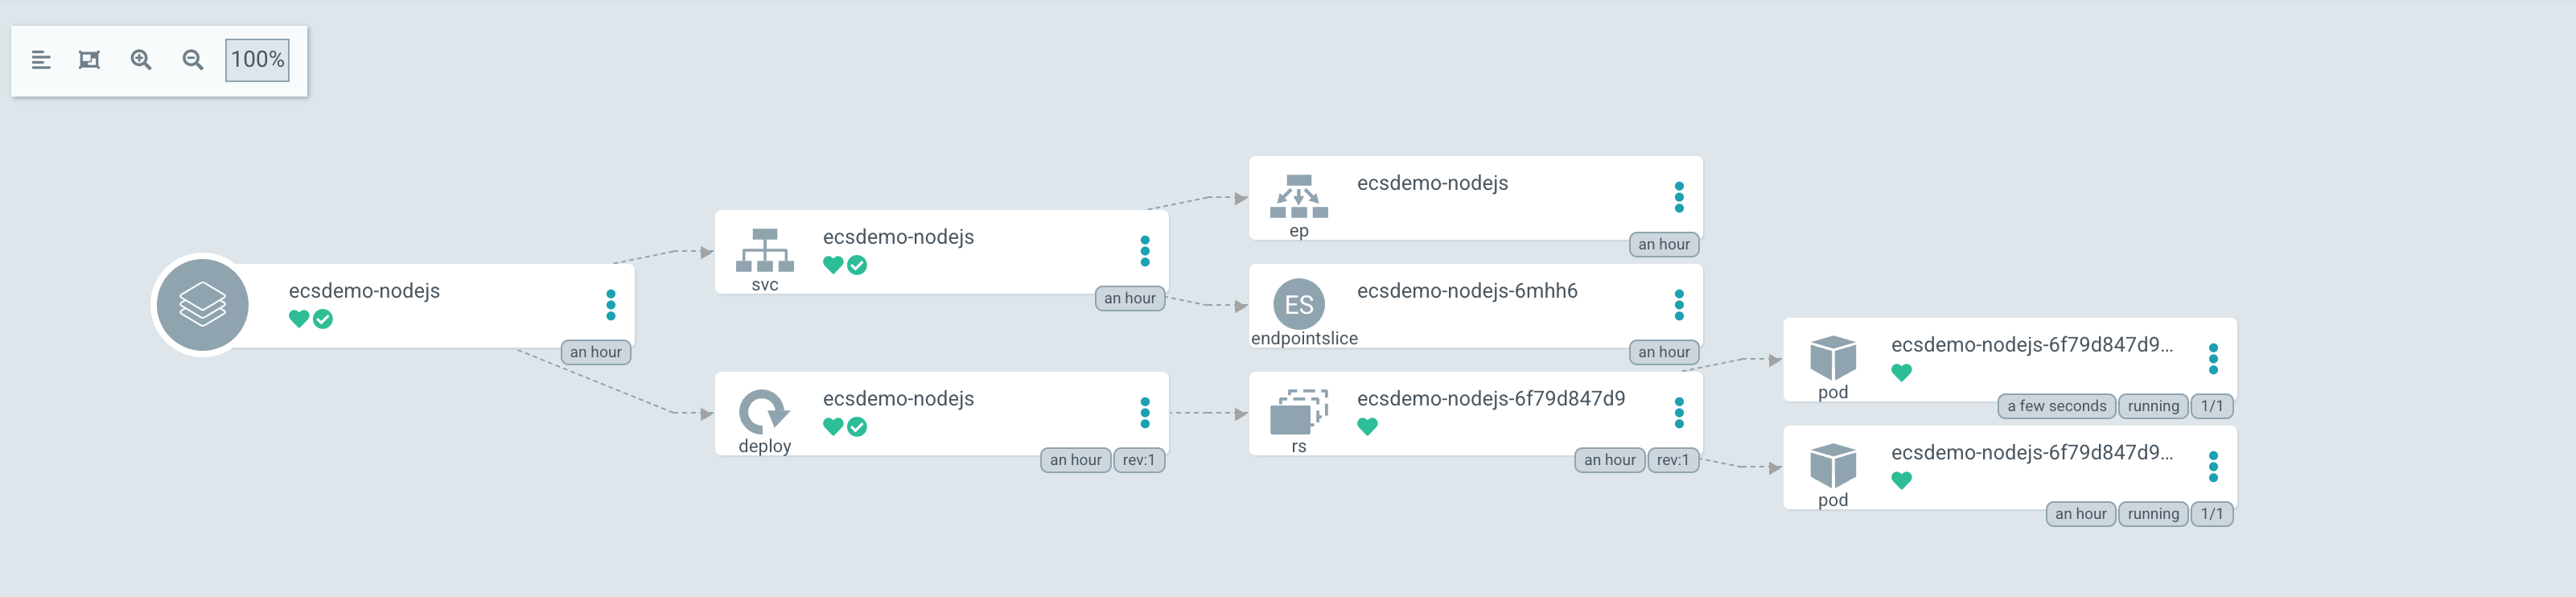 100%
ecsdemo-nodejs
an hour
ecsdemo-nodejs
svc
an hour
ecsdemo-nodejs
deploy
an hour rev:1
ecsdemo-nodejs
ep
an hour
ES
ecsdemo-nodejs-6mhh6
endpointslice
an hour
ecsdemo-nodejs-6f79d847d9
rs
an hour rev:1
ecsdemo-nodejs-6f79d847d9...
pod
a few seconds running 1/1
ecsdemo-nodejs-6f79d847d9...
pod
an hour running 1/1